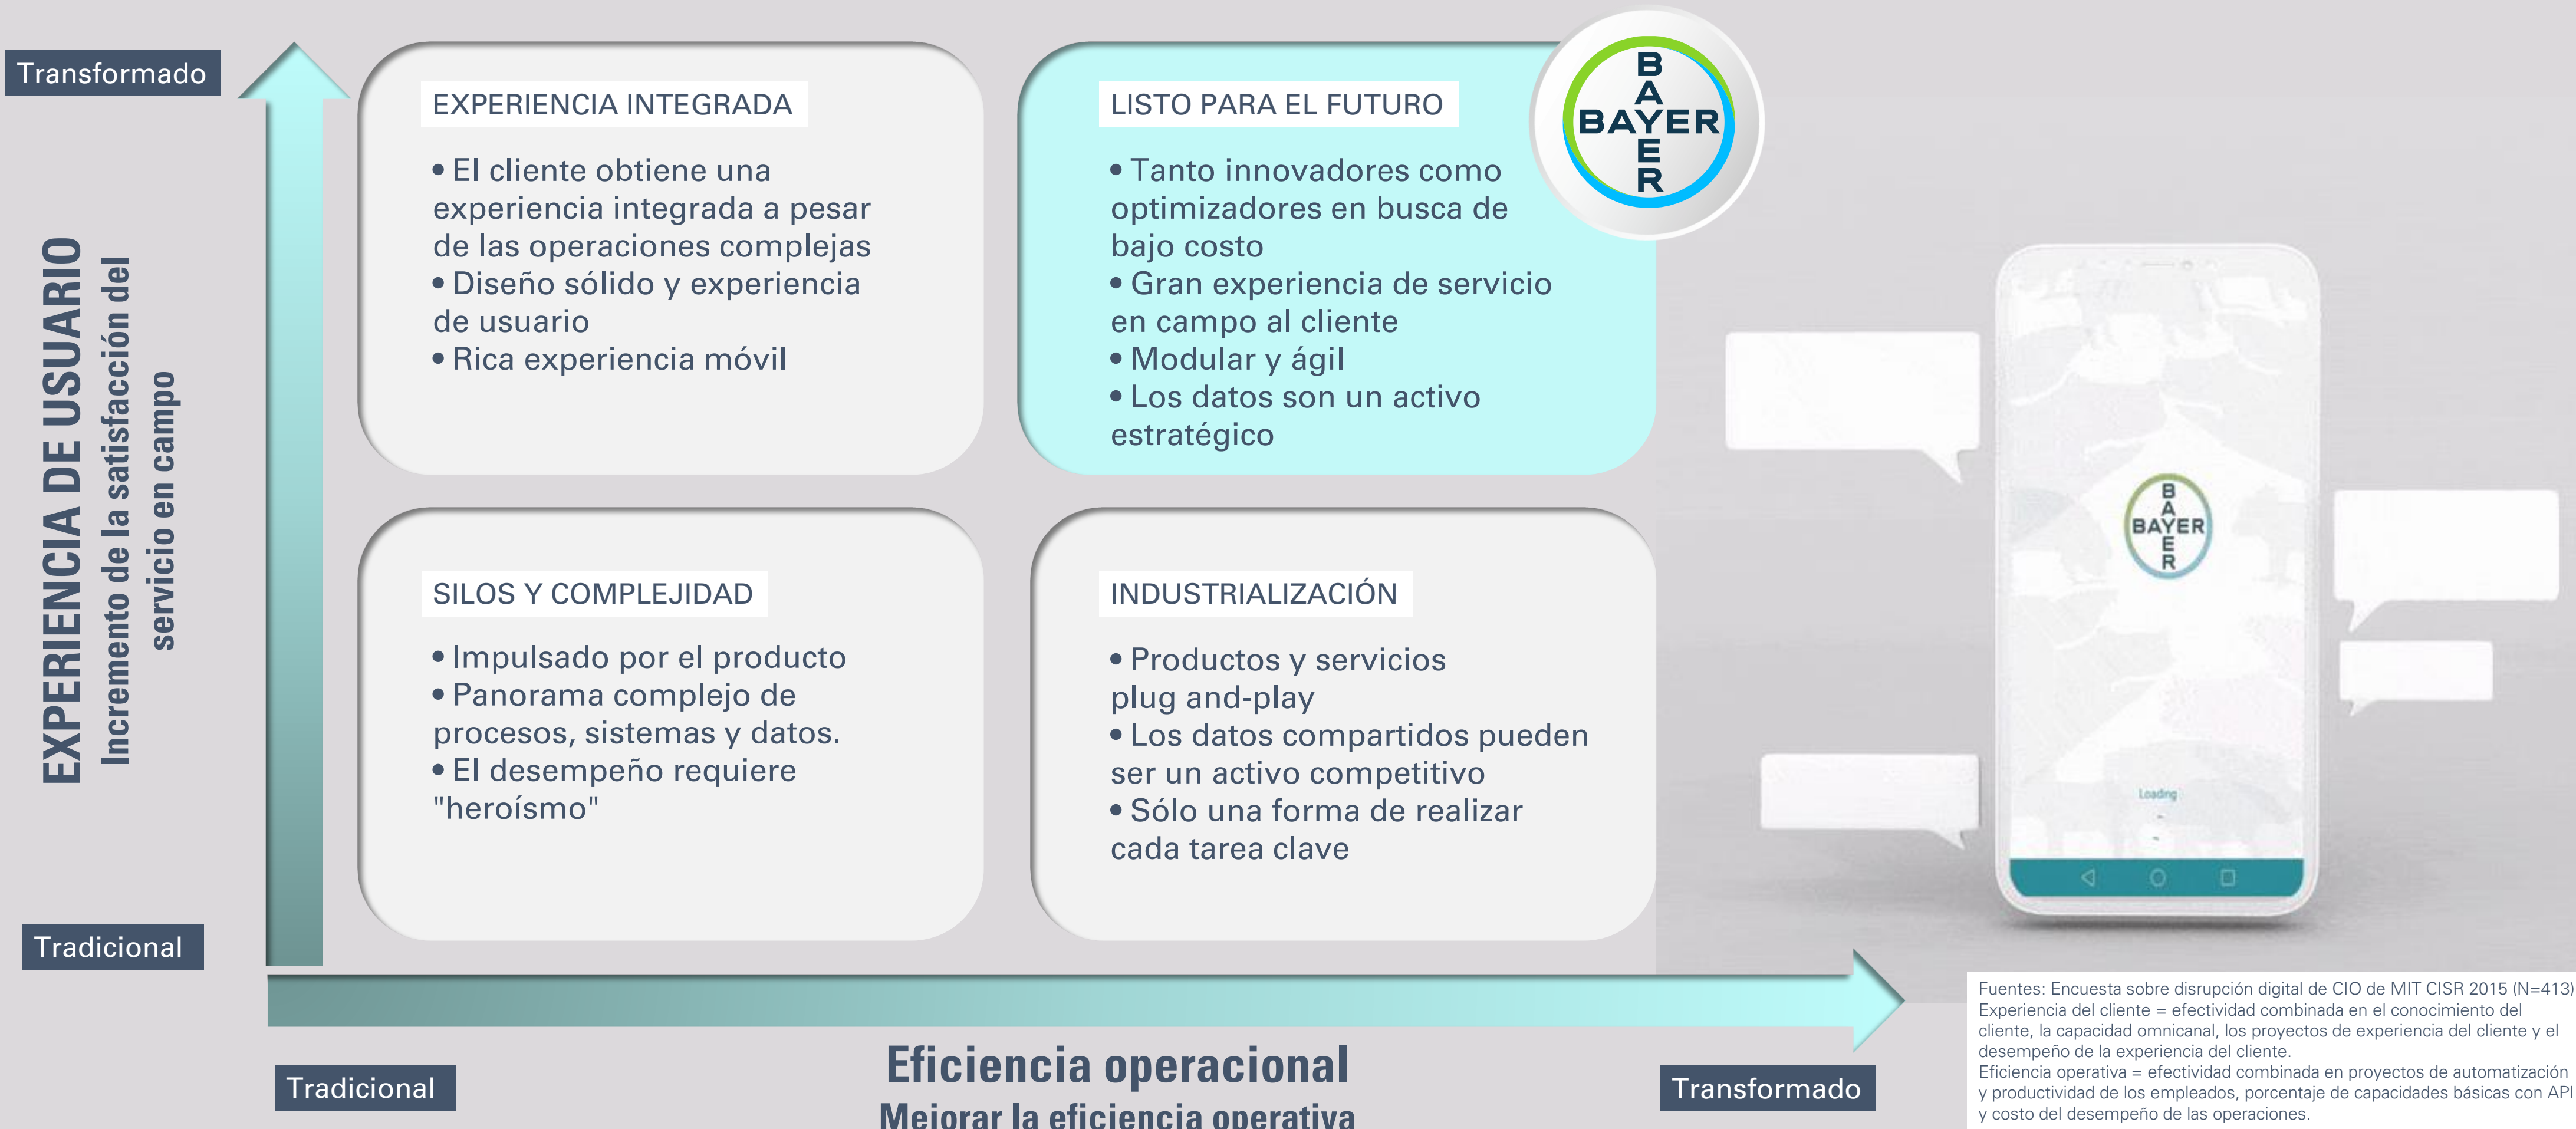 Transformado
EXPERIENCIA DE USUARIO
Incremento de la satisfacción del
servicio en campo
Tradicional
EXPERIENCIA INTEGRADA
• El cliente obtiene una
experiencia integrada a pesar
de las operaciones complejas
• Diseño sólido y experiencia
de usuario
• Rica experiencia móvil
LISTO PARA EL FUTURO
• Tanto innovadores como
optimizadores en busca de
bajo costo
• Gran experiencia de servicio
en campo al cliente
• Modular y ágil
• Los datos son un activo
estratégico
BAYER
BAYER
SILOS Y COMPLEJIDAD
• Impulsado por el producto
• Panorama complejo de
procesos, sistemas y datos.
• El desempeño requiere
"heroísmo"
INDUSTRIALIZACIÓN
• Productos y servicios
plug and-play
• Los datos compartidos pueden
ser un activo competitivo
• Sólo una forma de realizar
cada tarea clave
BAYER
BAYER
Loading
Tradicional
Eficiencia operacional
Mejorar la eficiencia operativa
Transformado
Fuentes: Encuesta sobre disrupción digital de CIO de MIT CISR 2015 (N=413)
Experiencia del cliente = efectividad combinada en el conocimiento del
cliente, la capacidad omnicanal, los proyectos de experiencia del cliente y el
desempeño de la experiencia del cliente.
Eficiencia operativa = efectividad combinada en proyectos de automatización
y productividad de los empleados, porcentaje de capacidades básicas con API
y costo del desempeño de las operaciones.